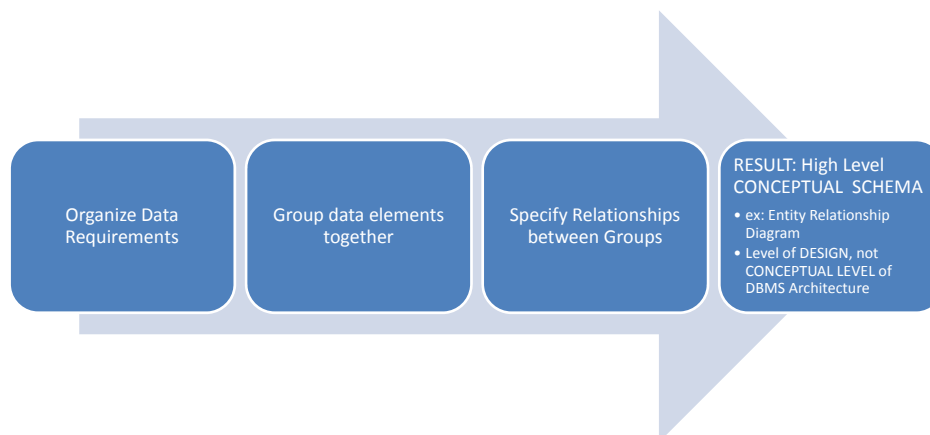 Organize Data
Requirements
Group data elements
together
Specify Relationships
between Groups
RESULT: High Level
CONCEPTUAL SCHEMA
• ex: Entity Relationship
Diagram
• Level of DESIGN, not
CONCEPTUAL LEVEL of
DBMS Architecture